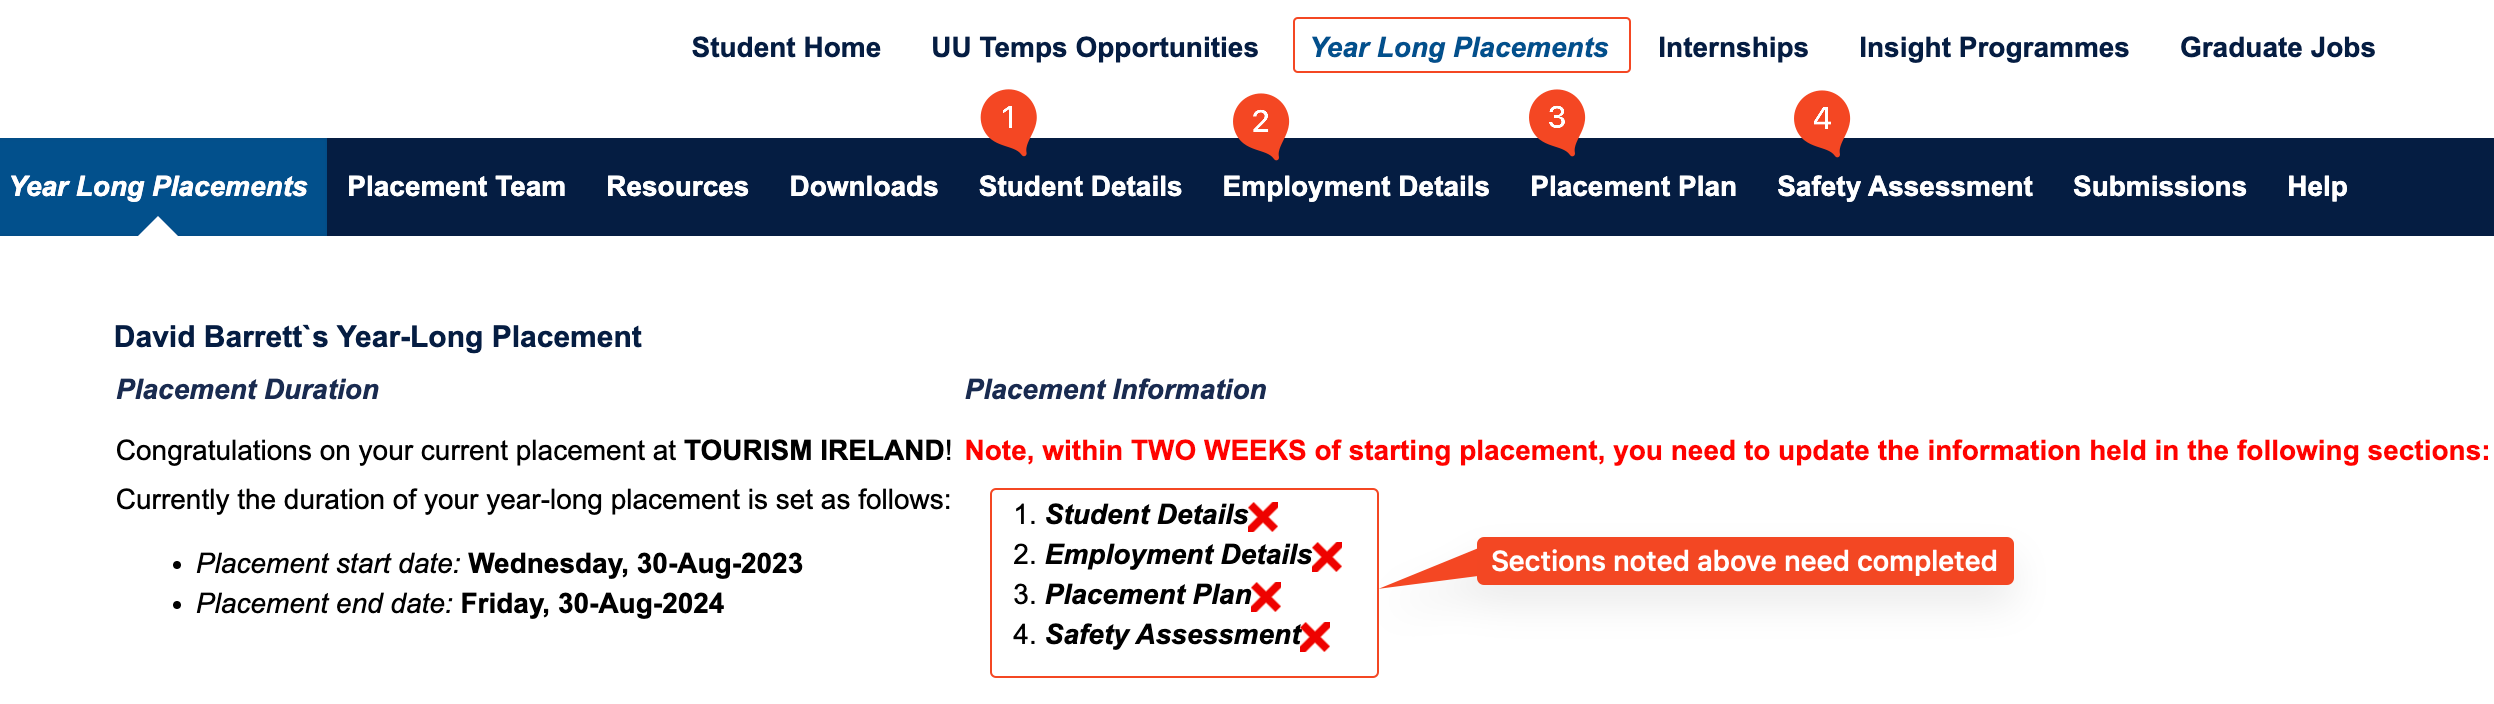 Student Home UU Temps Opportunities Year Long Placements Internships Insight Programmes Graduate Jobs
1 2 3 4
Year Long Placements Placement Team Resources Downloads Student Details Employment Details Placement Plan Safety Assessment Submissions Help
David Barrett`s Year-Long Placement
Placement Duration
Congratulations on your current placement at TOURISM IRELAND!
Currently the duration of your year-long placement is set as follows:
• Placement start date: Wednesday, 30-Aug-2023
• Placement end date: Friday, 30-Aug-2024
Placement Information
Note, within TWO WEEKS of starting placement, you need to update the information held in the following sections:
1. Student Details
2. Employment Details
3. Placement Plan
4. Safety Assessment
Sections noted above need completed